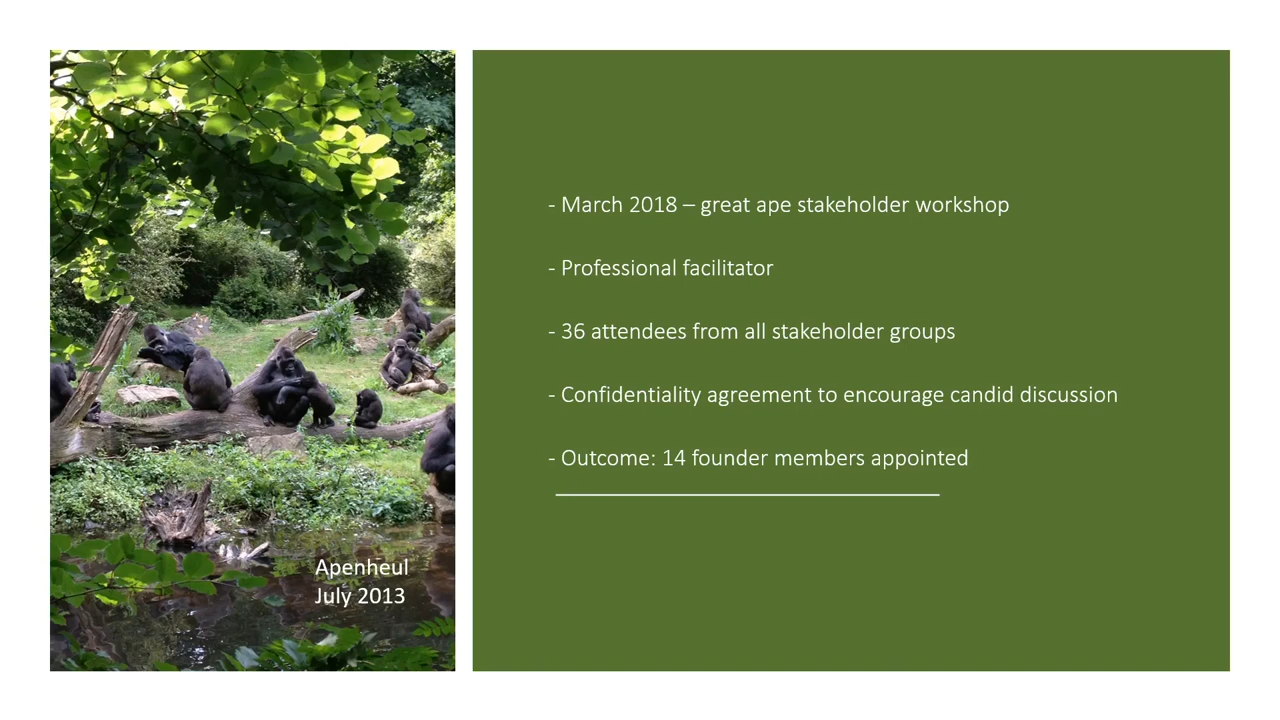 - March 2018 – great ape stakeholder workshop
- Professional facilitator
- 36 attendees from all stakeholder groups
- Confidentiality agreement to encourage candid discussion
- Outcome: 14 founder members appointed
Apenheul
July 2013